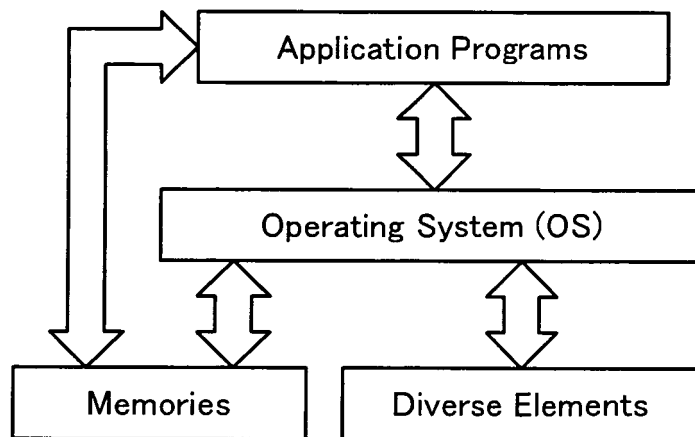 Application Programs
Operating System (OS)
Memories
Diverse Elements